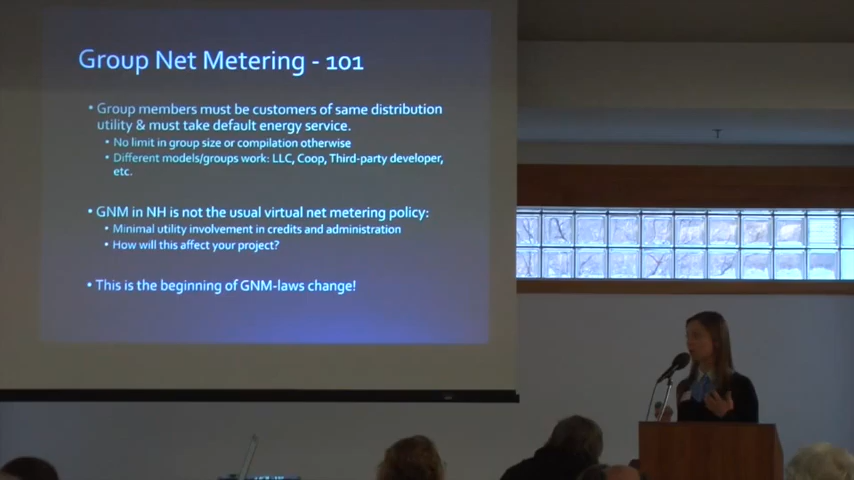 Group Net Metering - 101
• Group members must be customers of same distribution
utility & must take default energy service.
• No limit in group size or compilation otherwise
• Different models/groups work: LLC, Coop, Third-party developer,
etc.
• GNM in NH is not the usual virtual net metering policy:
• Minimal utility involvement in credits and administration
• How will this affect your project?
• This is the beginning of GNM-laws change!